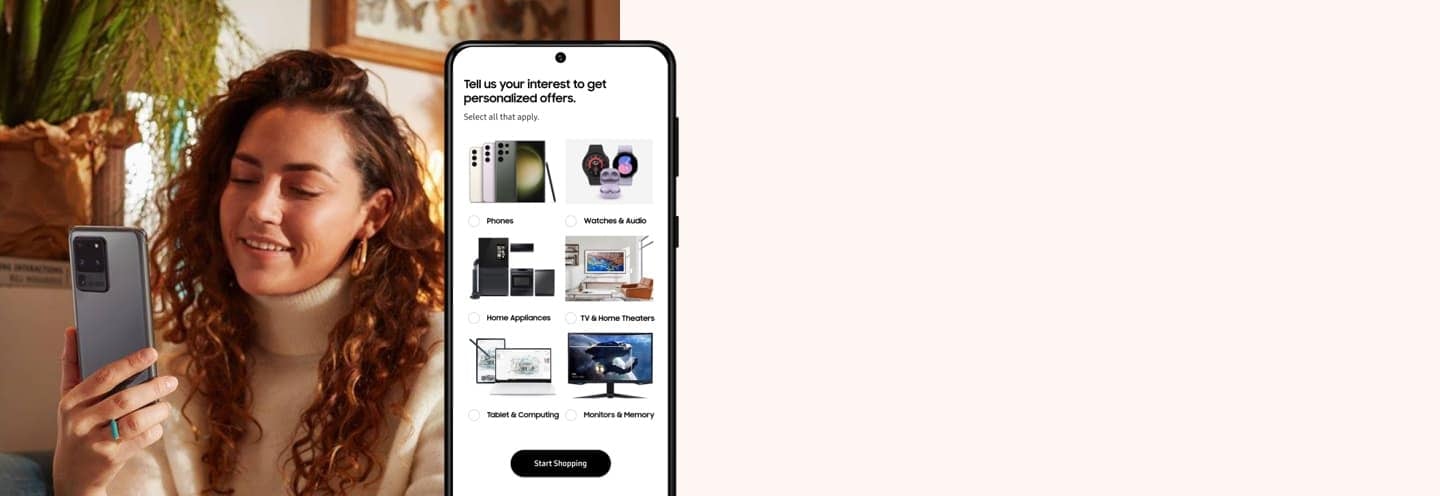 Tell us your interest to get
personalized offers.
Select all that apply.
Phones
Watches & Audio
Home Appliances
TV & Home Theaters
Tablet & Computing
Monitors & Memory
Start Shopping